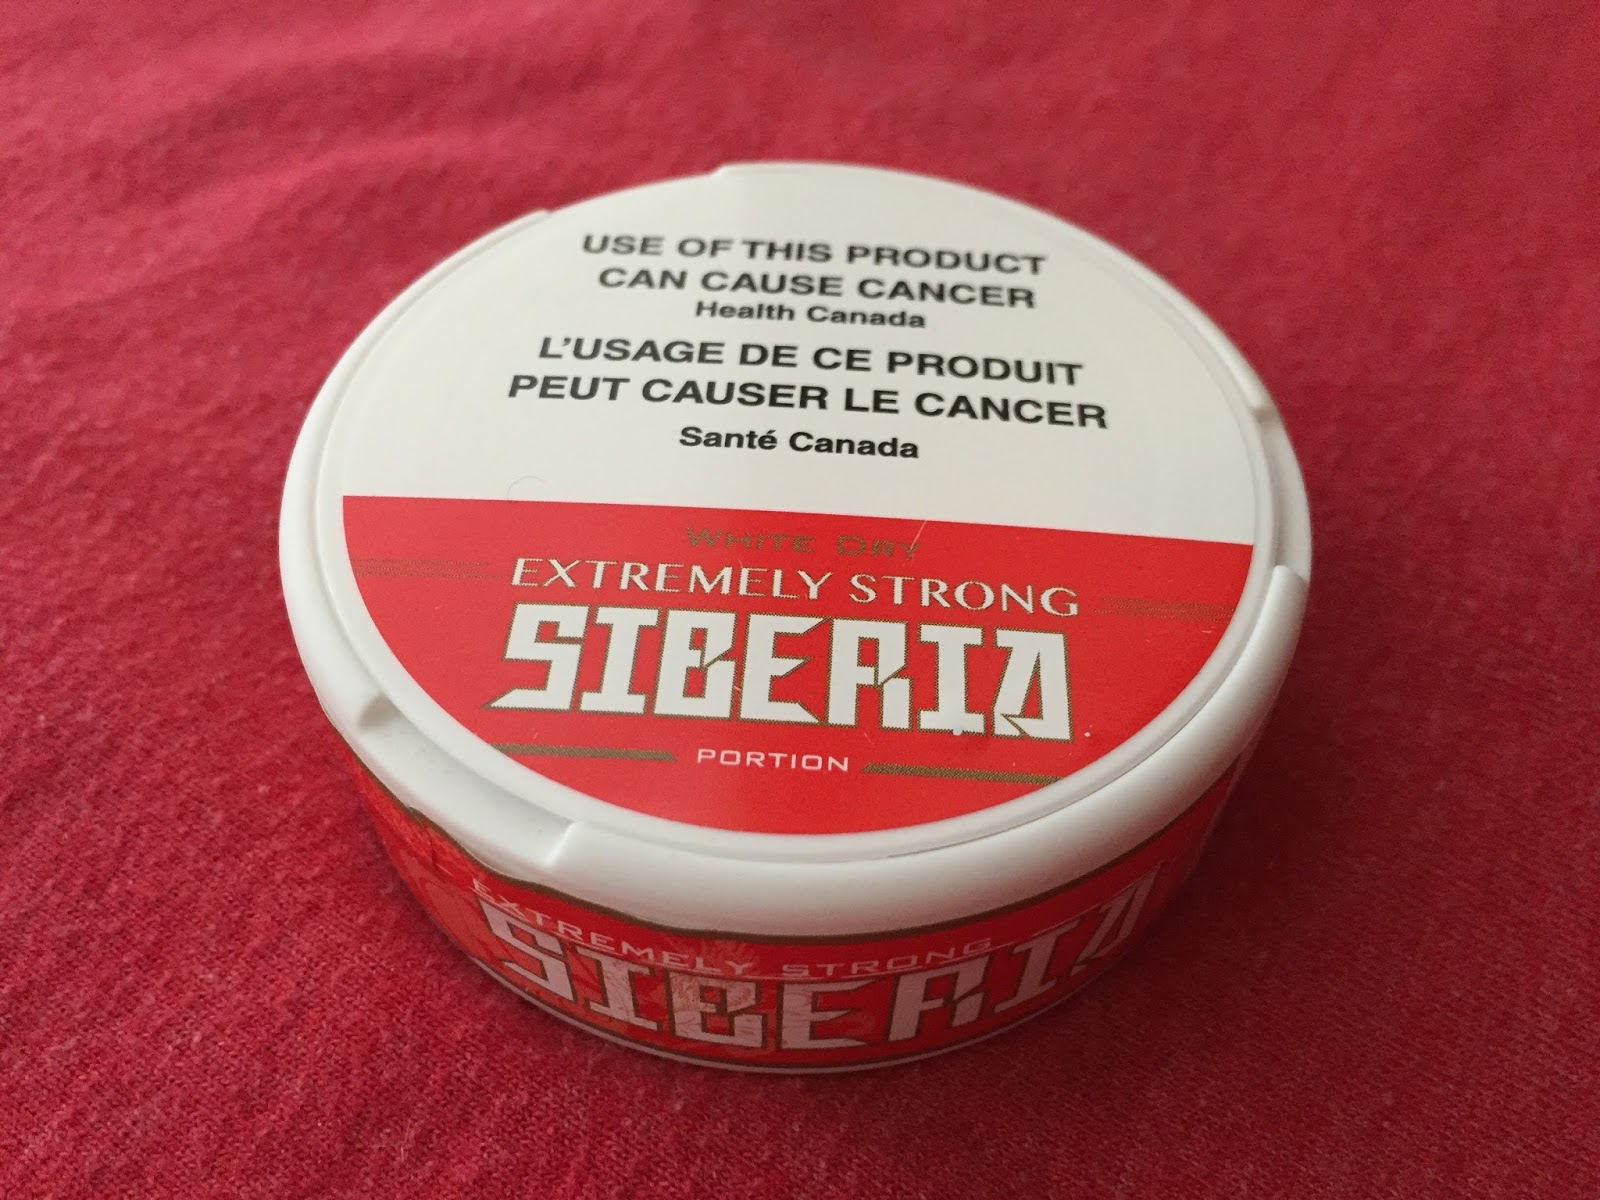 USE OF THIS PRODUCT
CAN CAUSE CANCER
Health Canada
L'USAGE DE CE PRODUIT
PEUT CAUSER LE CANCER
Santé Canada
WHITE DRY
EXTREMELY STRONG
SIBERIA
PORTION
EXTREMELY STRONG
SIBERIA